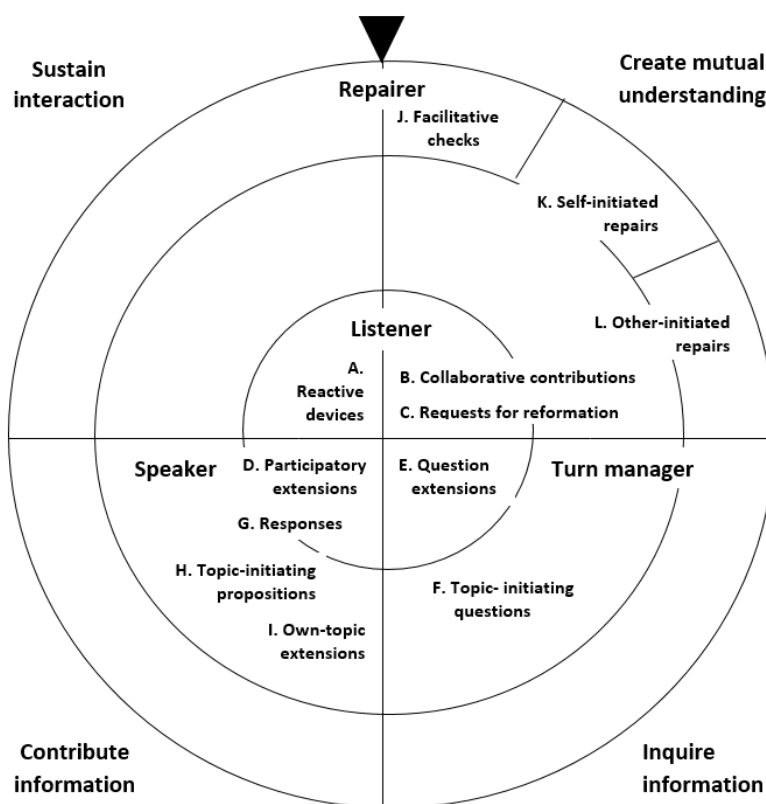 Sustain
interaction
Create mutual
understanding
Repairer
J. Facilitative
checks
K. Self-initiated
repairs
L. Other-initiated
repairs
Listener
A.
Reactive
devices
B. Collaborative contributions
C. Requests for reformation
Speaker
D. Participatory
extensions
E. Question
extensions
Turn manager
G. Responses
H. Topic-initiating
propositions
F. Topic- initiating
questions
I. Own-topic
extensions
Contribute
information
Inquire
information